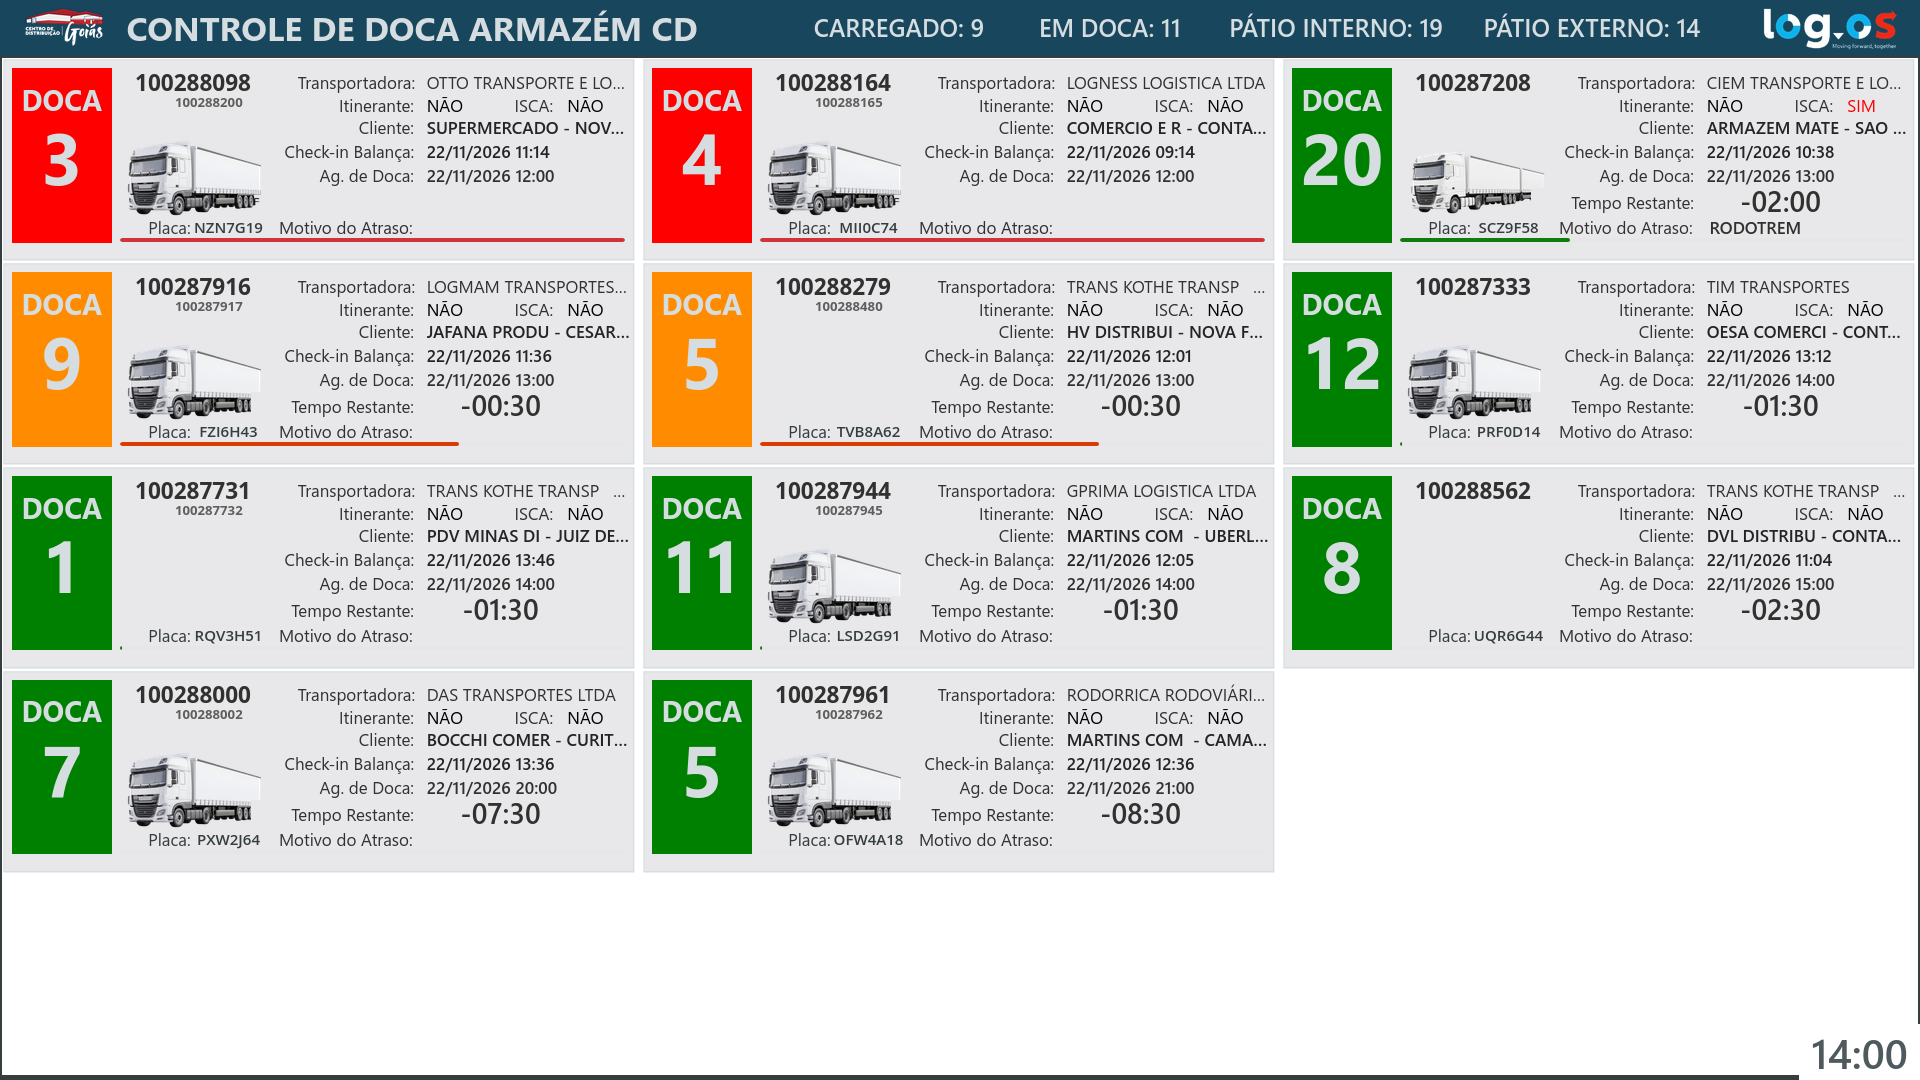 CENTRO DE DISTRIBUIÇÃO Goiás
CONTROLE DE DOCA ARMAZÉM CD
CARREGADO: 9
EM DOCA: 11
PÁTIO INTERNO: 19
PÁTIO EXTERNO: 14
log.os
Moving forward, together
DOCA
3
100288098
100288200
Transportadora: OTTO TRANSPORTE E LO...
Itinerante: NÃO ISCA: NÃO
Cliente: SUPERMERCADO - NOV...
Check-in Balança: 22/11/2026 11:14
Ag. de Doca: 22/11/2026 12:00
Placa: NZN7G19 Motivo do Atraso:
DOCA
4
100288164
100288165
Transportadora: LOGNESS LOGISTICA LTDA
Itinerante: NÃO ISCA: NÃO
Cliente: COMERCIO E R - CONTA...
Check-in Balança: 22/11/2026 09:14
Ag. de Doca: 22/11/2026 12:00
Placa: MII0C74 Motivo do Atraso:
DOCA
20
100287208
Transportadora: CIEM TRANSPORTE E LO...
Itinerante: NÃO ISCA: SIM
Cliente: ARMAZEM MATE - SAO ...
Check-in Balança: 22/11/2026 10:38
Ag. de Doca: 22/11/2026 13:00
Tempo Restante: -02:00
Placa: SCZ9F58 Motivo do Atraso: RODOTREM
DOCA
9
100287916
100287917
Transportadora: LOGMAM TRANSPORTES...
Itinerante: NÃO ISCA: NÃO
Cliente: JAFANA PRODU - CESAR...
Check-in Balança: 22/11/2026 11:36
Ag. de Doca: 22/11/2026 13:00
Tempo Restante: -00:30
Placa: FZI6H43 Motivo do Atraso:
DOCA
5
100288279
100288480
Transportadora: TRANS KOTHE TRANSP ...
Itinerante: NÃO ISCA: NÃO
Cliente: HV DISTRIBUI - NOVA F...
Check-in Balança: 22/11/2026 12:01
Ag. de Doca: 22/11/2026 13:00
Tempo Restante: -00:30
Placa: TVB8A62 Motivo do Atraso:
DOCA
12
100287333
Transportadora: TIM TRANSPORTES
Itinerante: NÃO ISCA: NÃO
Cliente: OESA COMERCI - CONT...
Check-in Balança: 22/11/2026 13:12
Ag. de Doca: 22/11/2026 14:00
Tempo Restante: -01:30
Placa: PRF0D14 Motivo do Atraso:
DOCA
1
100287731
100287732
Transportadora: TRANS KOTHE TRANSP ...
Itinerante: NÃO ISCA: NÃO
Cliente: PDV MINAS DI - JUIZ DE...
Check-in Balança: 22/11/2026 13:46
Ag. de Doca: 22/11/2026 14:00
Tempo Restante: -01:30
Placa: RQV3H51 Motivo do Atraso:
DOCA
11
100287944
100287945
Transportadora: GPRIMA LOGISTICA LTDA
Itinerante: NÃO ISCA: NÃO
Cliente: MARTINS COM - UBERL...
Check-in Balança: 22/11/2026 12:05
Ag. de Doca: 22/11/2026 14:00
Tempo Restante: -01:30
Placa: LSD2G91 Motivo do Atraso:
DOCA
8
100288562
Transportadora: TRANS KOTHE TRANSP ...
Itinerante: NÃO ISCA: NÃO
Cliente: DVL DISTRIBU - CONTA...
Check-in Balança: 22/11/2026 11:04
Ag. de Doca: 22/11/2026 15:00
Tempo Restante: -02:30
Placa: UQR6G44 Motivo do Atraso:
DOCA
7
100288000
100288002
Transportadora: DAS TRANSPORTES LTDA
Itinerante: NÃO ISCA: NÃO
Cliente: BOCCHI COMER - CURIT...
Check-in Balança: 22/11/2026 13:36
Ag. de Doca: 22/11/2026 20:00
Tempo Restante: -07:30
Placa: PXW2J64 Motivo do Atraso:
DOCA
5
100287961
100287962
Transportadora: RODORRICA RODOVIÁRI...
Itinerante: NÃO ISCA: NÃO
Cliente: MARTINS COM - CAMA...
Check-in Balança: 22/11/2026 12:36
Ag. de Doca: 22/11/2026 21:00
Tempo Restante: -08:30
Placa: OFW4A18 Motivo do Atraso:
14:00